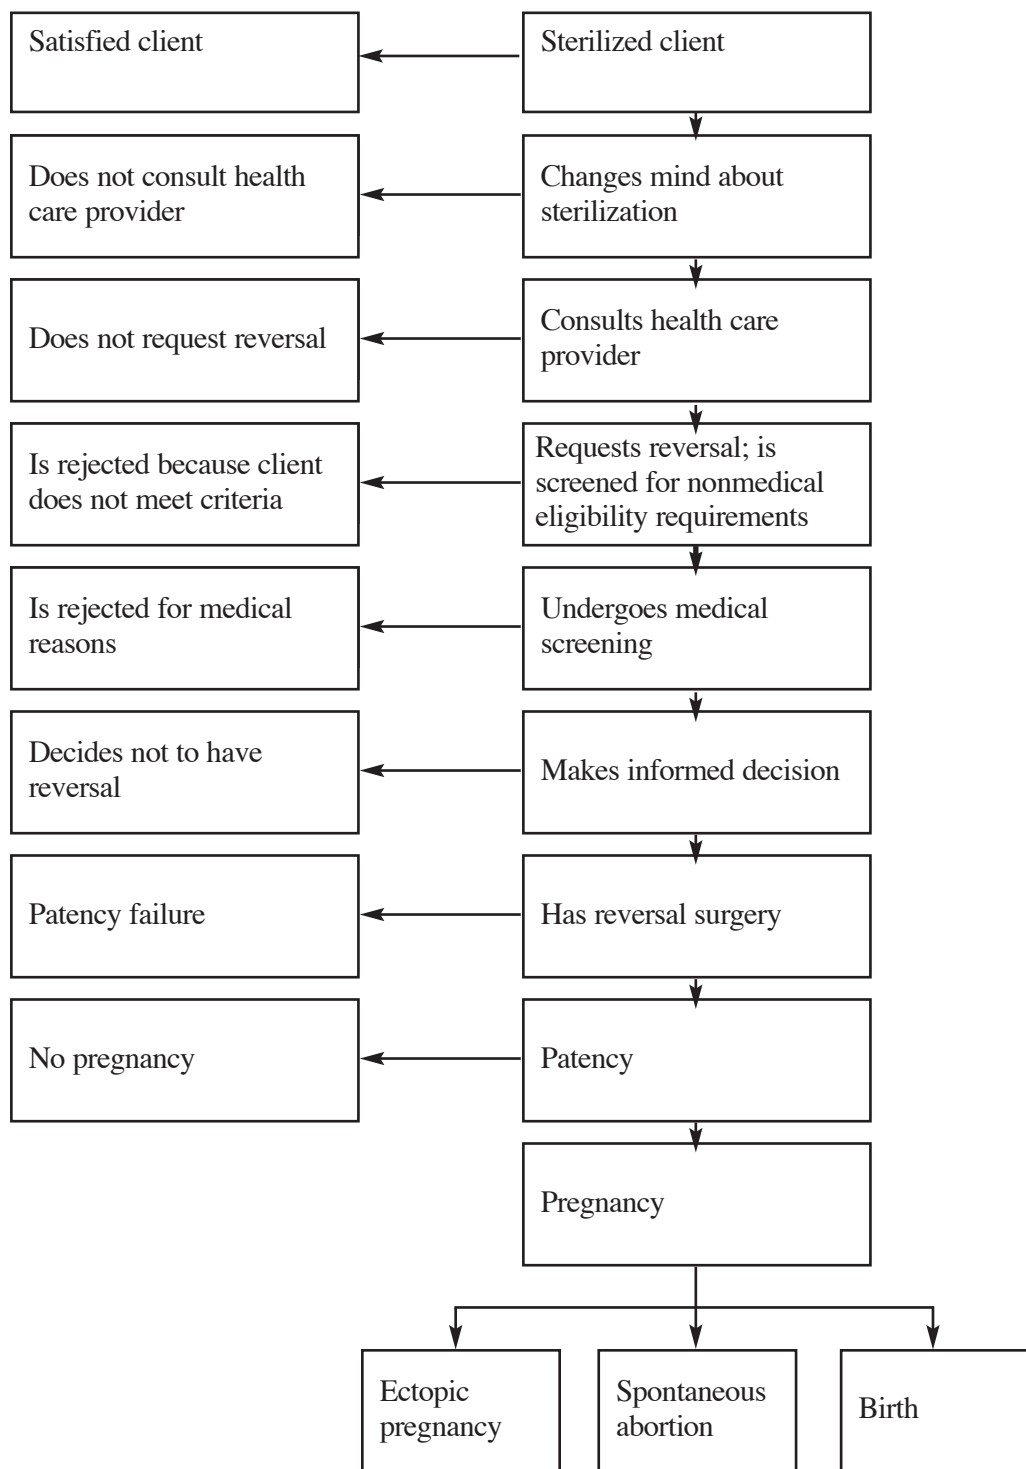 Satisfied client
Sterilized client
Does not consult health
care provider
Changes mind about
sterilization
Does not request reversal
Consults health care
provider
Is rejected because client
does not meet criteria
Requests reversal; is
screened for nonmedical
eligibility requirements
Is rejected for medical
reasons
Undergoes medical
screening
Decides not to have
reversal
Makes informed decision
Patency failure
Has reversal surgery
No pregnancy
Patency
Pregnancy
Ectopic
pregnancy
Spontaneous
abortion
Birth